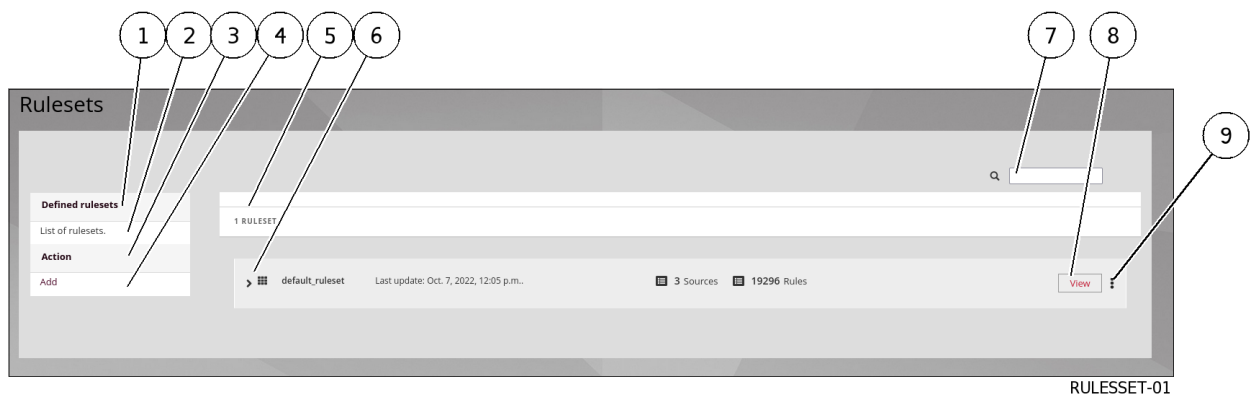 1 2 3 4 5 6 7 8
9
Rulesets
Defined rulesets
List of rulesets.
Action
Add
1 RULESET
default_ruleset Last update: Oct. 7, 2022, 12:05 p.m.. 3 Sources 19296 Rules View
RULESSET-01